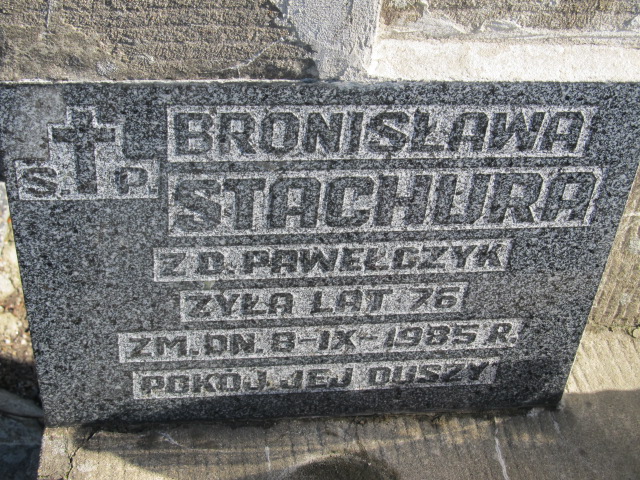 Ś.P. BRONISŁAWA
STACHURA
Z D. PAWEŁCZYK
ŻYŁA LAT 76
ZM. DN. 8-IX-1985 R.
POKÓJ JEJ DUSZY